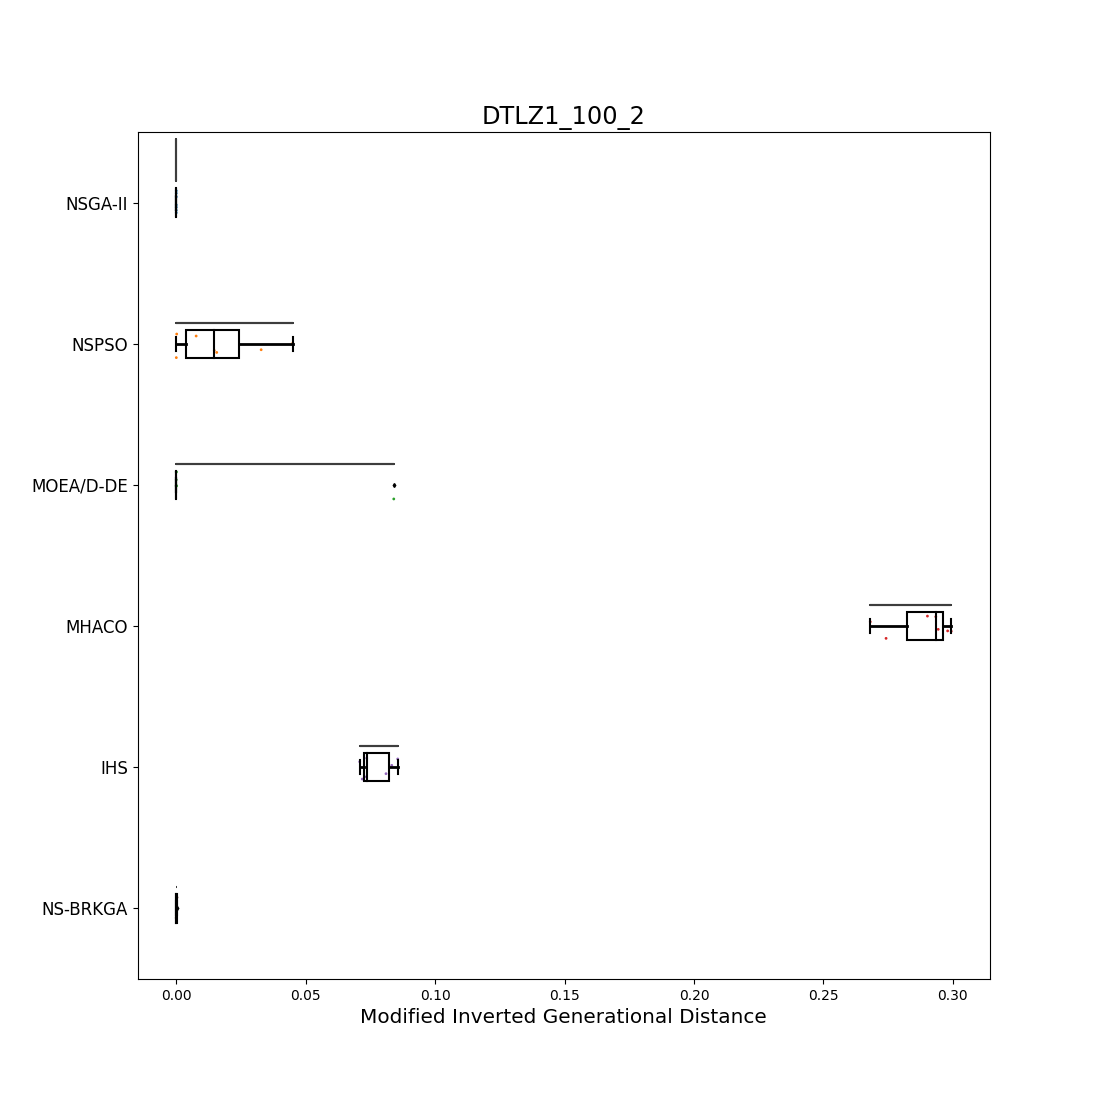 DTLZ1_100_2
NSGA-II
NSPSO
MOEA/D-DE
MHACO
IHS
NS-BRKGA
0.00 0.05 0.10 0.15 0.20 0.25 0.30
Modified Inverted Generational Distance